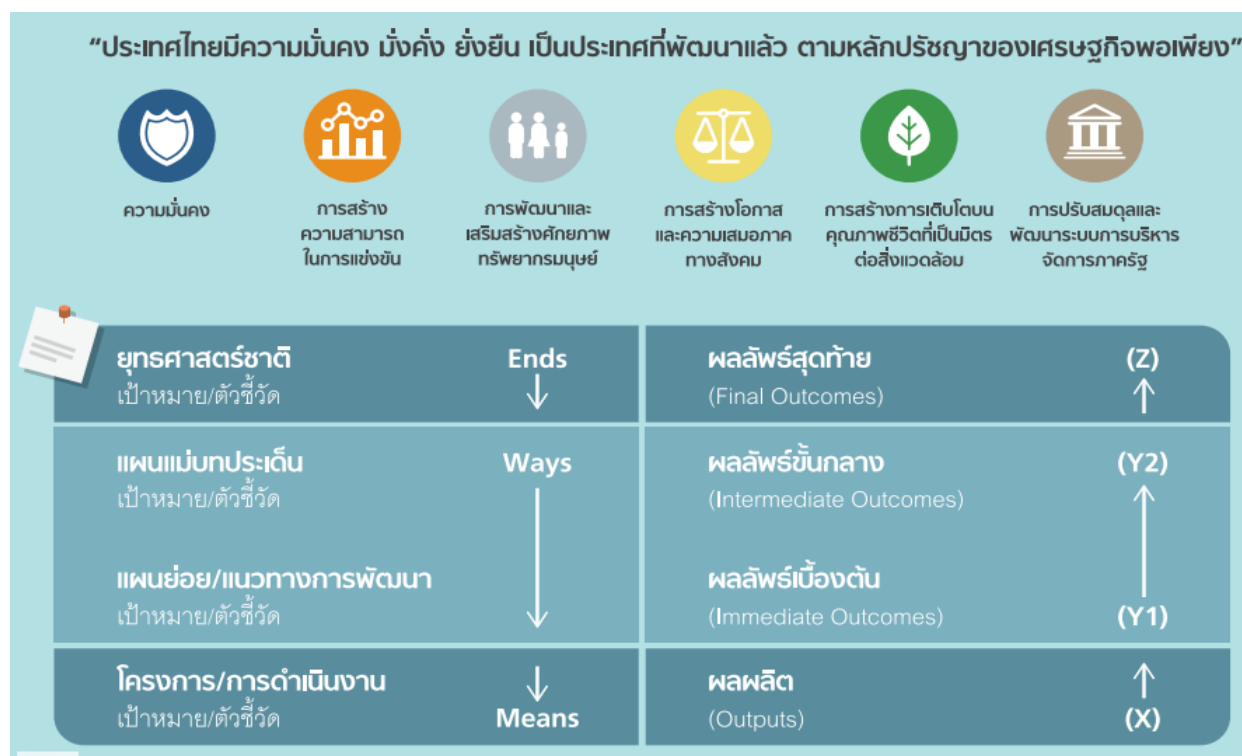 “ประเทศไทยมีความมั่นคง มั่งคั่ง ยั่งยืน เป็นประเทศที่พัฒนาแล้ว ตามหลักปรัชญาของเศรษฐกิจพอเพียง”
ความมั่นคง
การสร้าง
ความสามารถ
ในการแข่งขัน
การพัฒนาและ
เสริมสร้างศักยภาพ
ทรัพยากรมนุษย์
การสร้างโอกาส
และความเสมอภาค
ทางสังคม
การสร้างการเติบโตบน
คุณภาพชีวิตที่เป็นมิตร
ต่อสิ่งแวดล้อม
การปรับสมดุลและ
พัฒนาระบบการบริหาร
จัดการภาครัฐ
ยุทธศาสตร์ชาติ Ends ผลลัพธ์สุดท้าย (Z)
เป้าหมาย/ตัวชี้วัด (Final Outcomes)
แผนแม่บทประเด็น Ways ผลลัพธ์ขั้นกลาง (Y2)
เป้าหมาย/ตัวชี้วัด (Intermediate Outcomes)
แผนย่อย/แนวทางการพัฒนา ผลลัพธ์เบื้องต้น
เป้าหมาย/ตัวชี้วัด (Immediate Outcomes) (Y1)
โครงการ/การดำเนินงาน ผลผลิต
เป้าหมาย/ตัวชี้วัด Means (Outputs) (X)